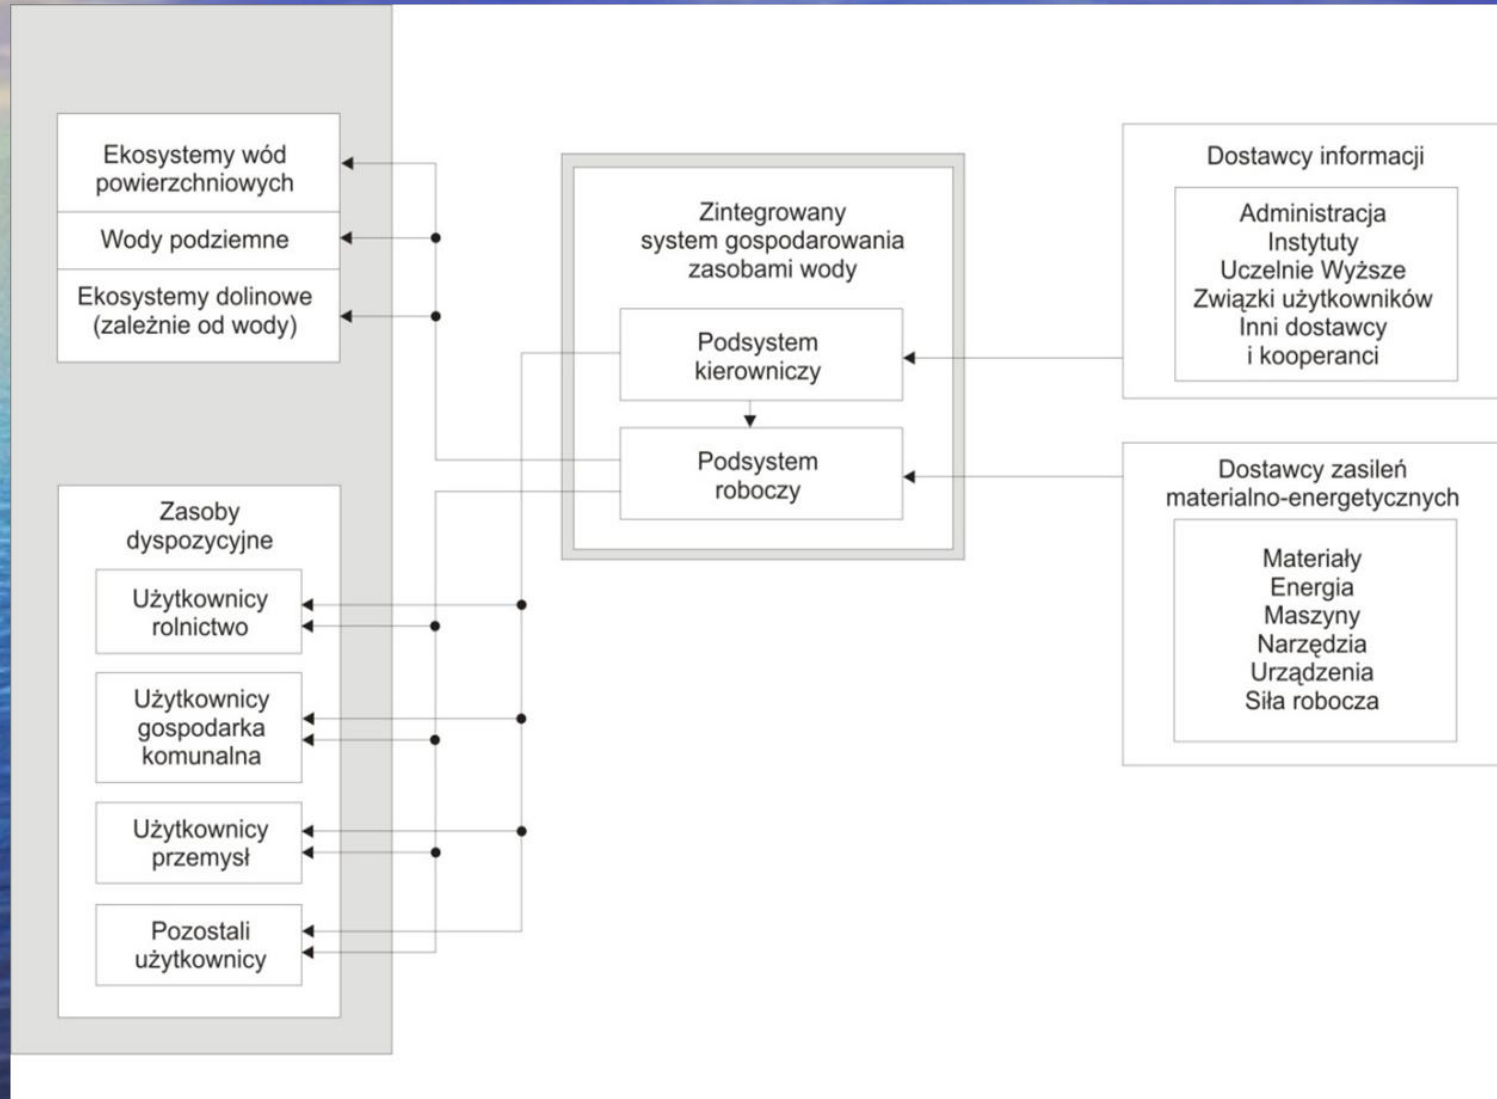 Ekosystemy wód
powierzchniowych
Wody podziemne
Ekosystemy dolinowe
(zależnie od wody)
Zasoby
dyspozycyjne
Użytkownicy
rolnictwo
Użytkownicy
gospodarka
komunalna
Użytkownicy
przemysł
Pozostali
użytkownicy
Zintegrowany
system gospodarowania
zasobami wody
Podsystem
kierowniczy
Podsystem
roboczy
Dostawcy informacji
Administracja
Instytuty
Uczelnie Wyższe
Związki użytkowników
Inni dostawcy
i kooperanci
Dostawcy zasileń
materialno-energetycznych
Materiały
Energia
Maszyny
Narzędzia
Urządzenia
Siła robocza